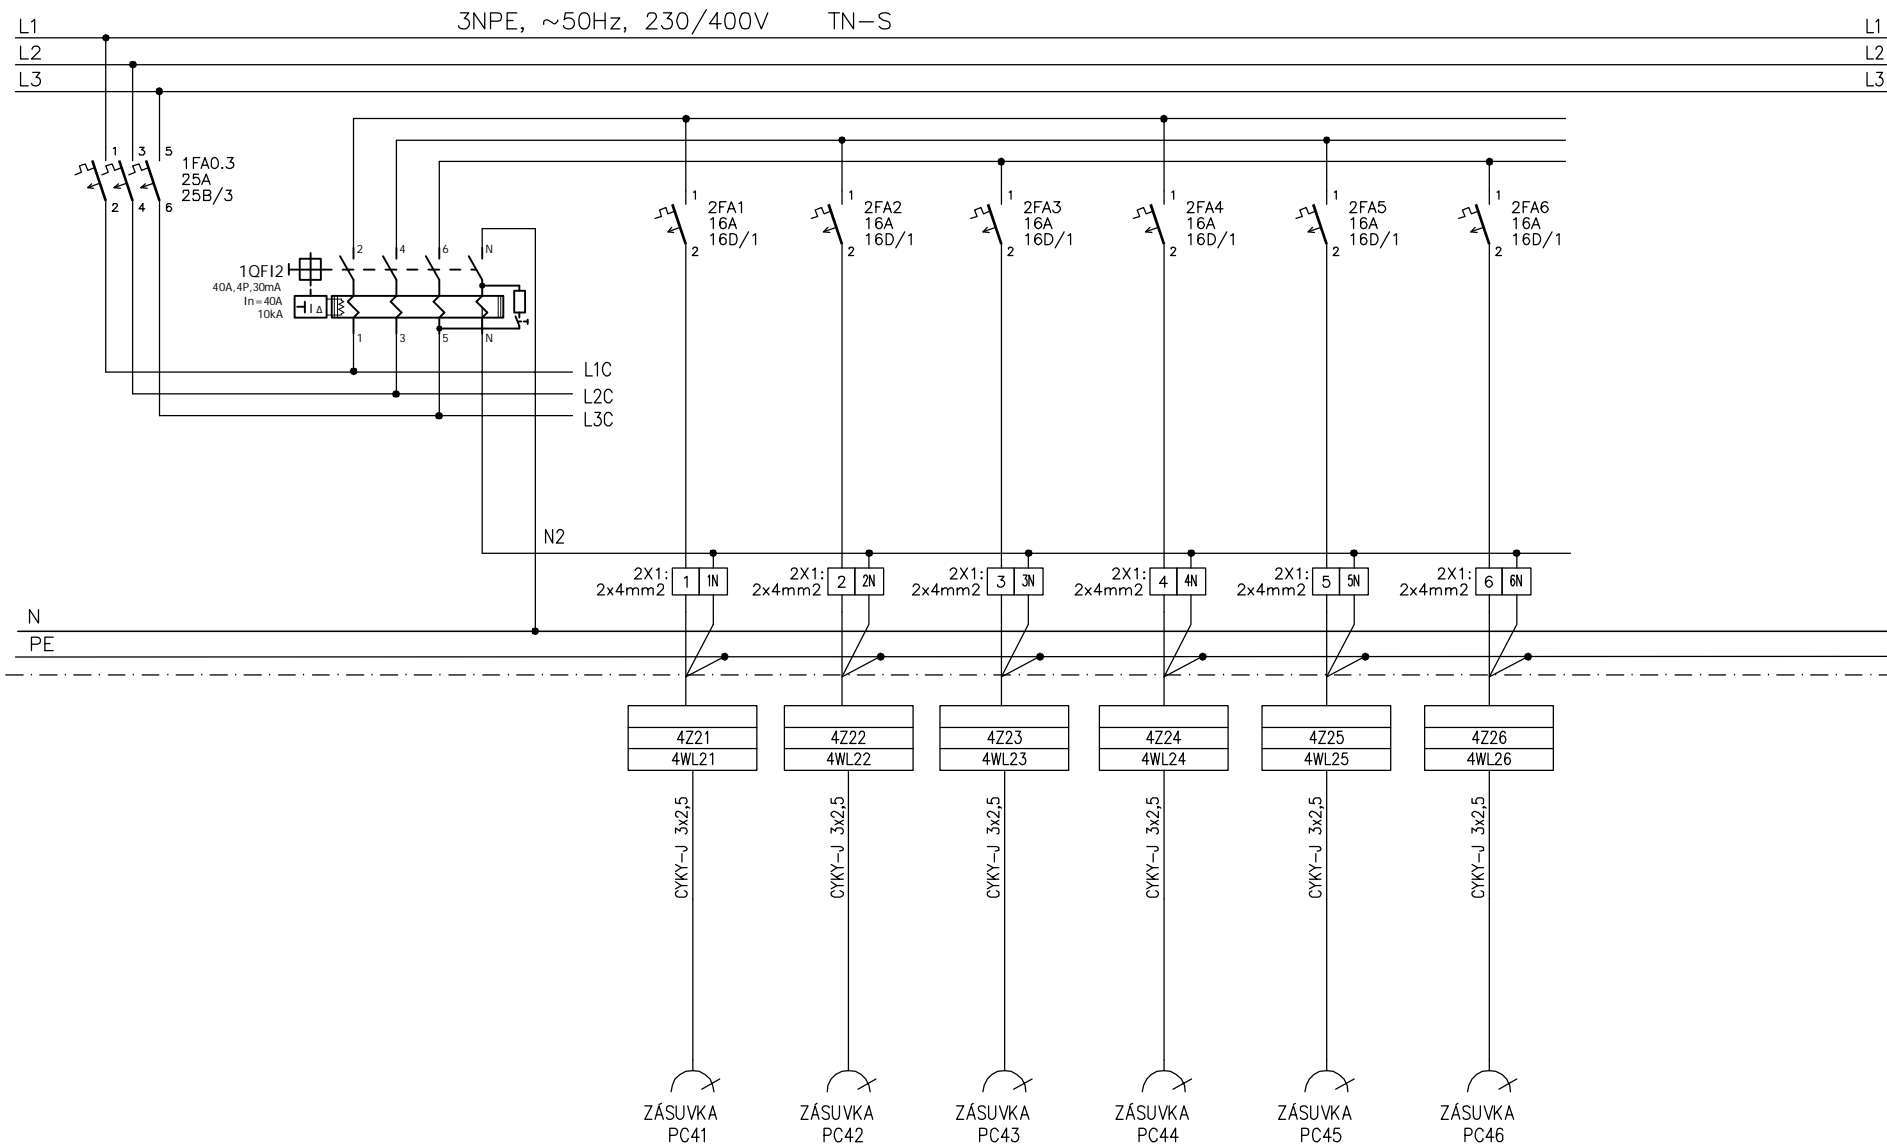 3NPE, ~50Hz, 230/400V TN-S
L1 L1
L2 L2
L3 L3
1 3 5
1FA0.3
25A
25B/3
2 4 6
1 1 1 1 1 1
2FA1 2FA2 2FA3 2FA4 2FA5 2FA6
16A 16A 16A 16A 16A 16A
16D/1 16D/1 16D/1 16D/1 16D/1 16D/1
2 2 2 2 2 2
2 4 6 N
1QFI2
40A,4P,30mA
In=40A
10kA
I Δ
1 3 5 N
L1C
L2C
L3C
N2
2X1: 2X1: 2X1: 2X1: 2X1: 2X1:
2x4mm2 2x4mm2 2x4mm2 2x4mm2 2x4mm2 2x4mm2
1 1N 2 2N 3 3N 4 4N 5 5N 6 6N
N
PE
4Z21 4Z22 4Z23 4Z24 4Z25 4Z26
4WL21 4WL22 4WL23 4WL24 4WL25 4WL26
CYKY-J 3x2,5 CYKY-J 3x2,5 CYKY-J 3x2,5 CYKY-J 3x2,5 CYKY-J 3x2,5 CYKY-J 3x2,5
ZÁSUVKA ZÁSUVKA ZÁSUVKA ZÁSUVKA ZÁSUVKA ZÁSUVKA
PC41 PC42 PC43 PC44 PC45 PC46